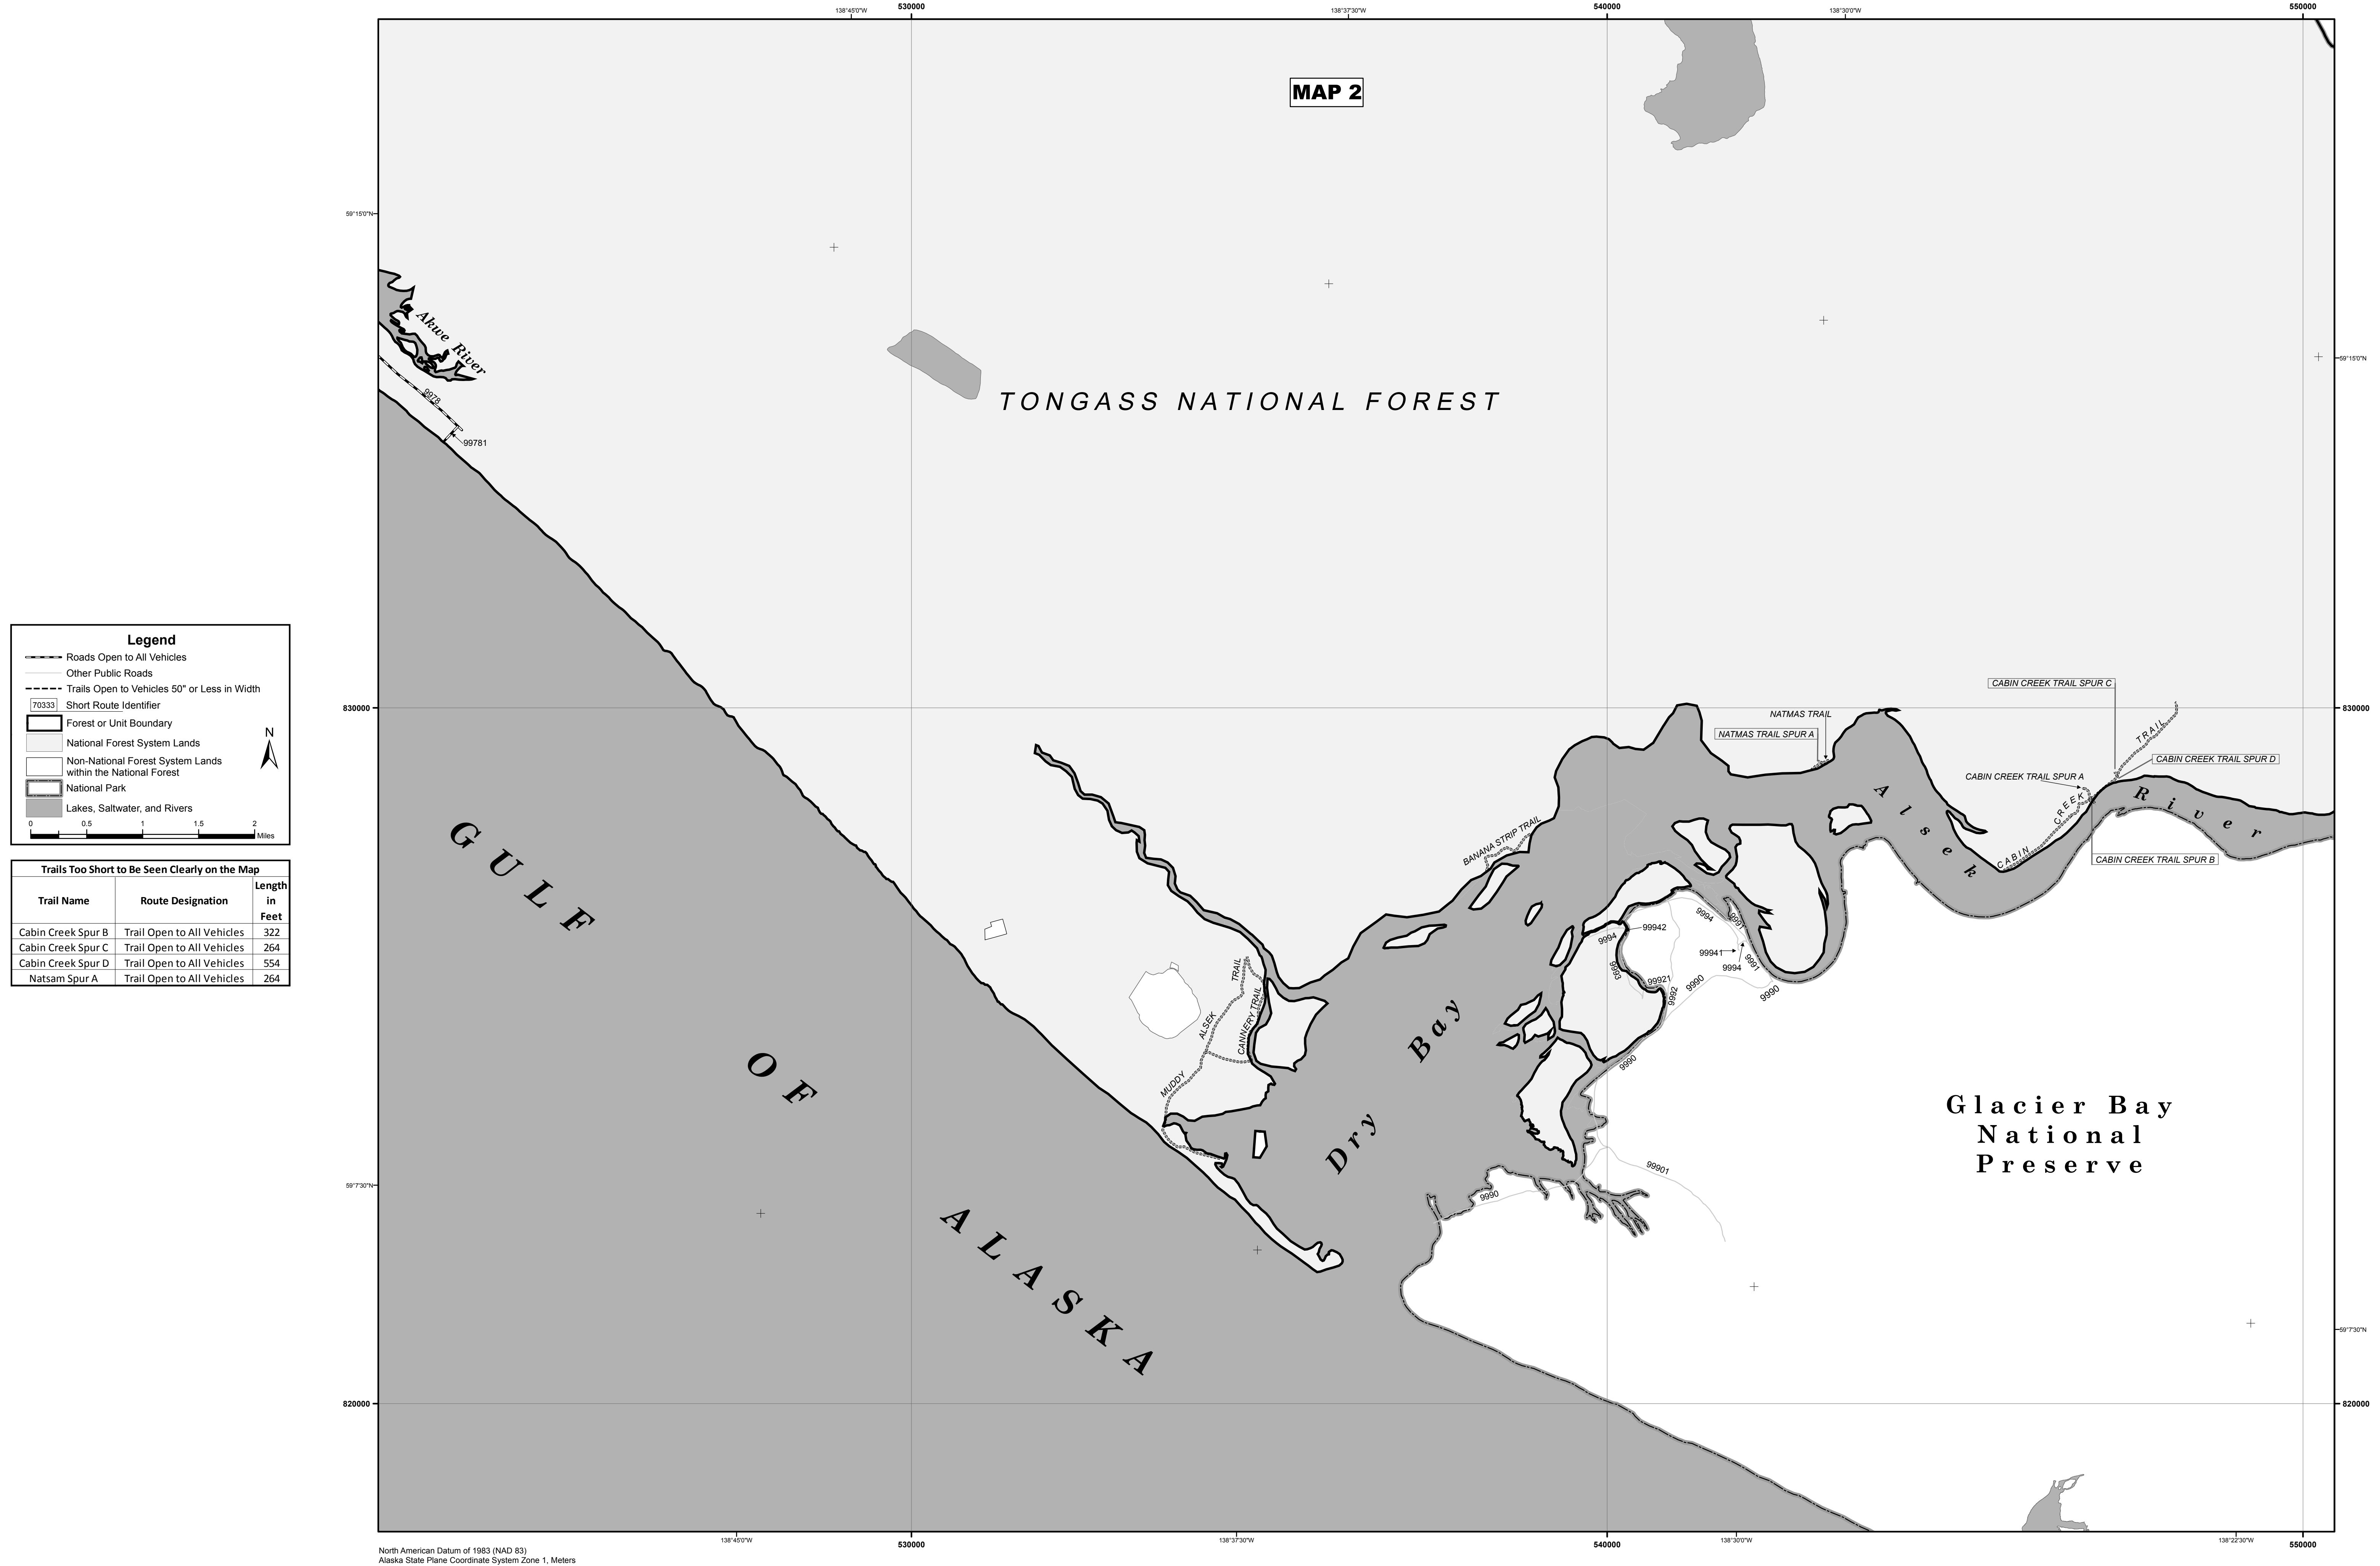 138°45'0"W
530000
138°37'30"W
540000
138°30'0"W
550000
MAP 2
59°15'0"N
59°15'0"N
Akwe River
9978
99781
TONGASS NATIONAL FOREST
Legend
Roads Open to All Vehicles
Other Public Roads
Trails Open to Vehicles 50" or Less in Width
70333 Short Route Identifier
Forest or Unit Boundary
N
National Forest System Lands
Non-National Forest System Lands
within the National Forest
National Park
Lakes, Saltwater, and Rivers
0 0.5 1 1.5 2
Miles
Trails Too Short to Be Seen Clearly on the Map
Trail Name Route Designation Length in Feet
Cabin Creek Spur B Trail Open to All Vehicles 322
Cabin Creek Spur C Trail Open to All Vehicles 264
Cabin Creek Spur D Trail Open to All Vehicles 554
Natsam Spur A Trail Open to All Vehicles 264
830000
830000
CABIN CREEK TRAIL SPUR C
NATMAS TRAIL
NATMAS TRAIL SPUR A
CABIN CREEK TRAIL
CABIN CREEK TRAIL SPUR D
CABIN CREEK TRAIL SPUR A
CABIN CREEK TRAIL SPUR B
Alsek River
BANANA STRIP TRAIL
GULF OF ALASKA
9994
9991
99942
9994
99941
9994
9991
9993
99921
9992
9990
9990
9990
99901
9990
MUDDY ALSEK TRAIL
CANNERY TRAIL
Dry Bay
Glacier Bay
National
Preserve
59°7'30"N
59°7'30"N
820000
820000
138°45'0"W
530000
138°37'30"W
540000
138°30'0"W
138°22'30"W
550000
North American Datum of 1983 (NAD 83)
Alaska State Plane Coordinate System Zone 1, Meters